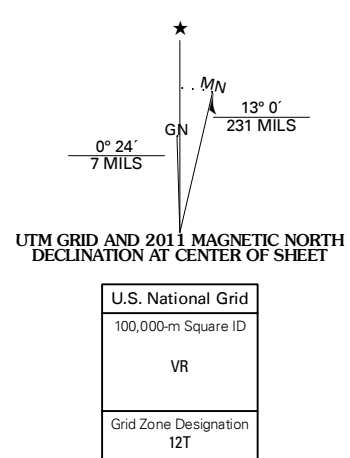 ★
MN
13° 0´
231 MILS
GN
0° 24´
7 MILS
UTM GRID AND 2011 MAGNETIC NORTH
DECLINATION AT CENTER OF SHEET
U.S. National Grid
100,000-m Square ID
VR
Grid Zone Designation
12T